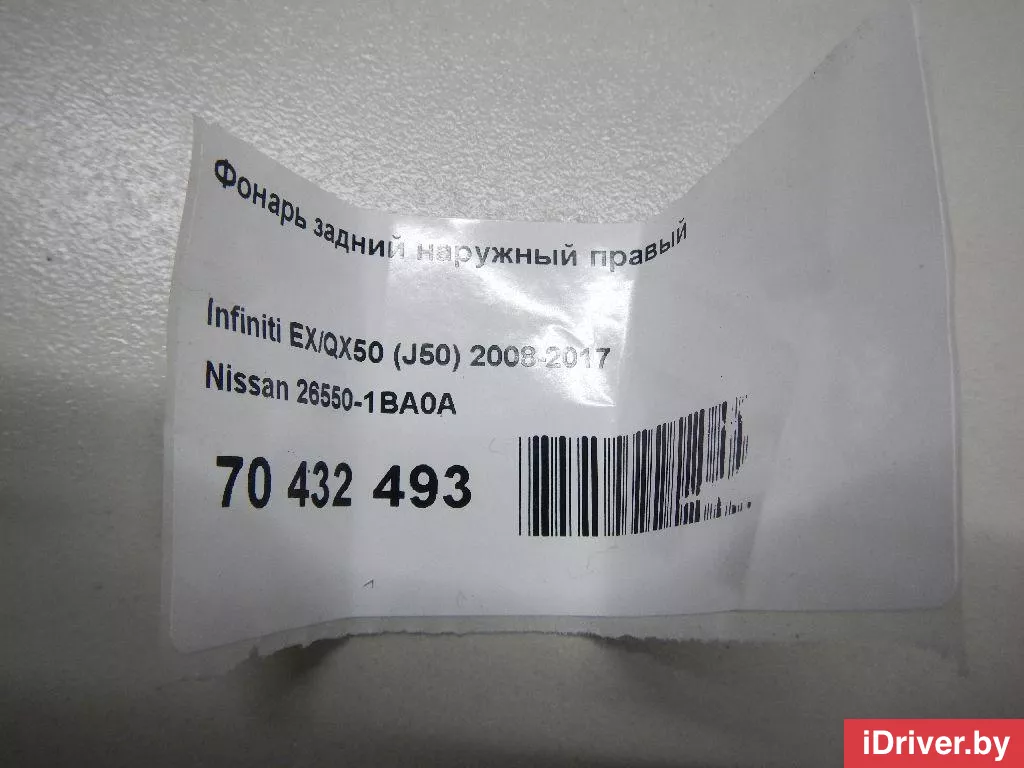 Фонарь задний наружный правый
Infiniti EX/QX50 (J50) 2008-2017
Nissan 26550-1BA0A
70 432 493
iDriver.by